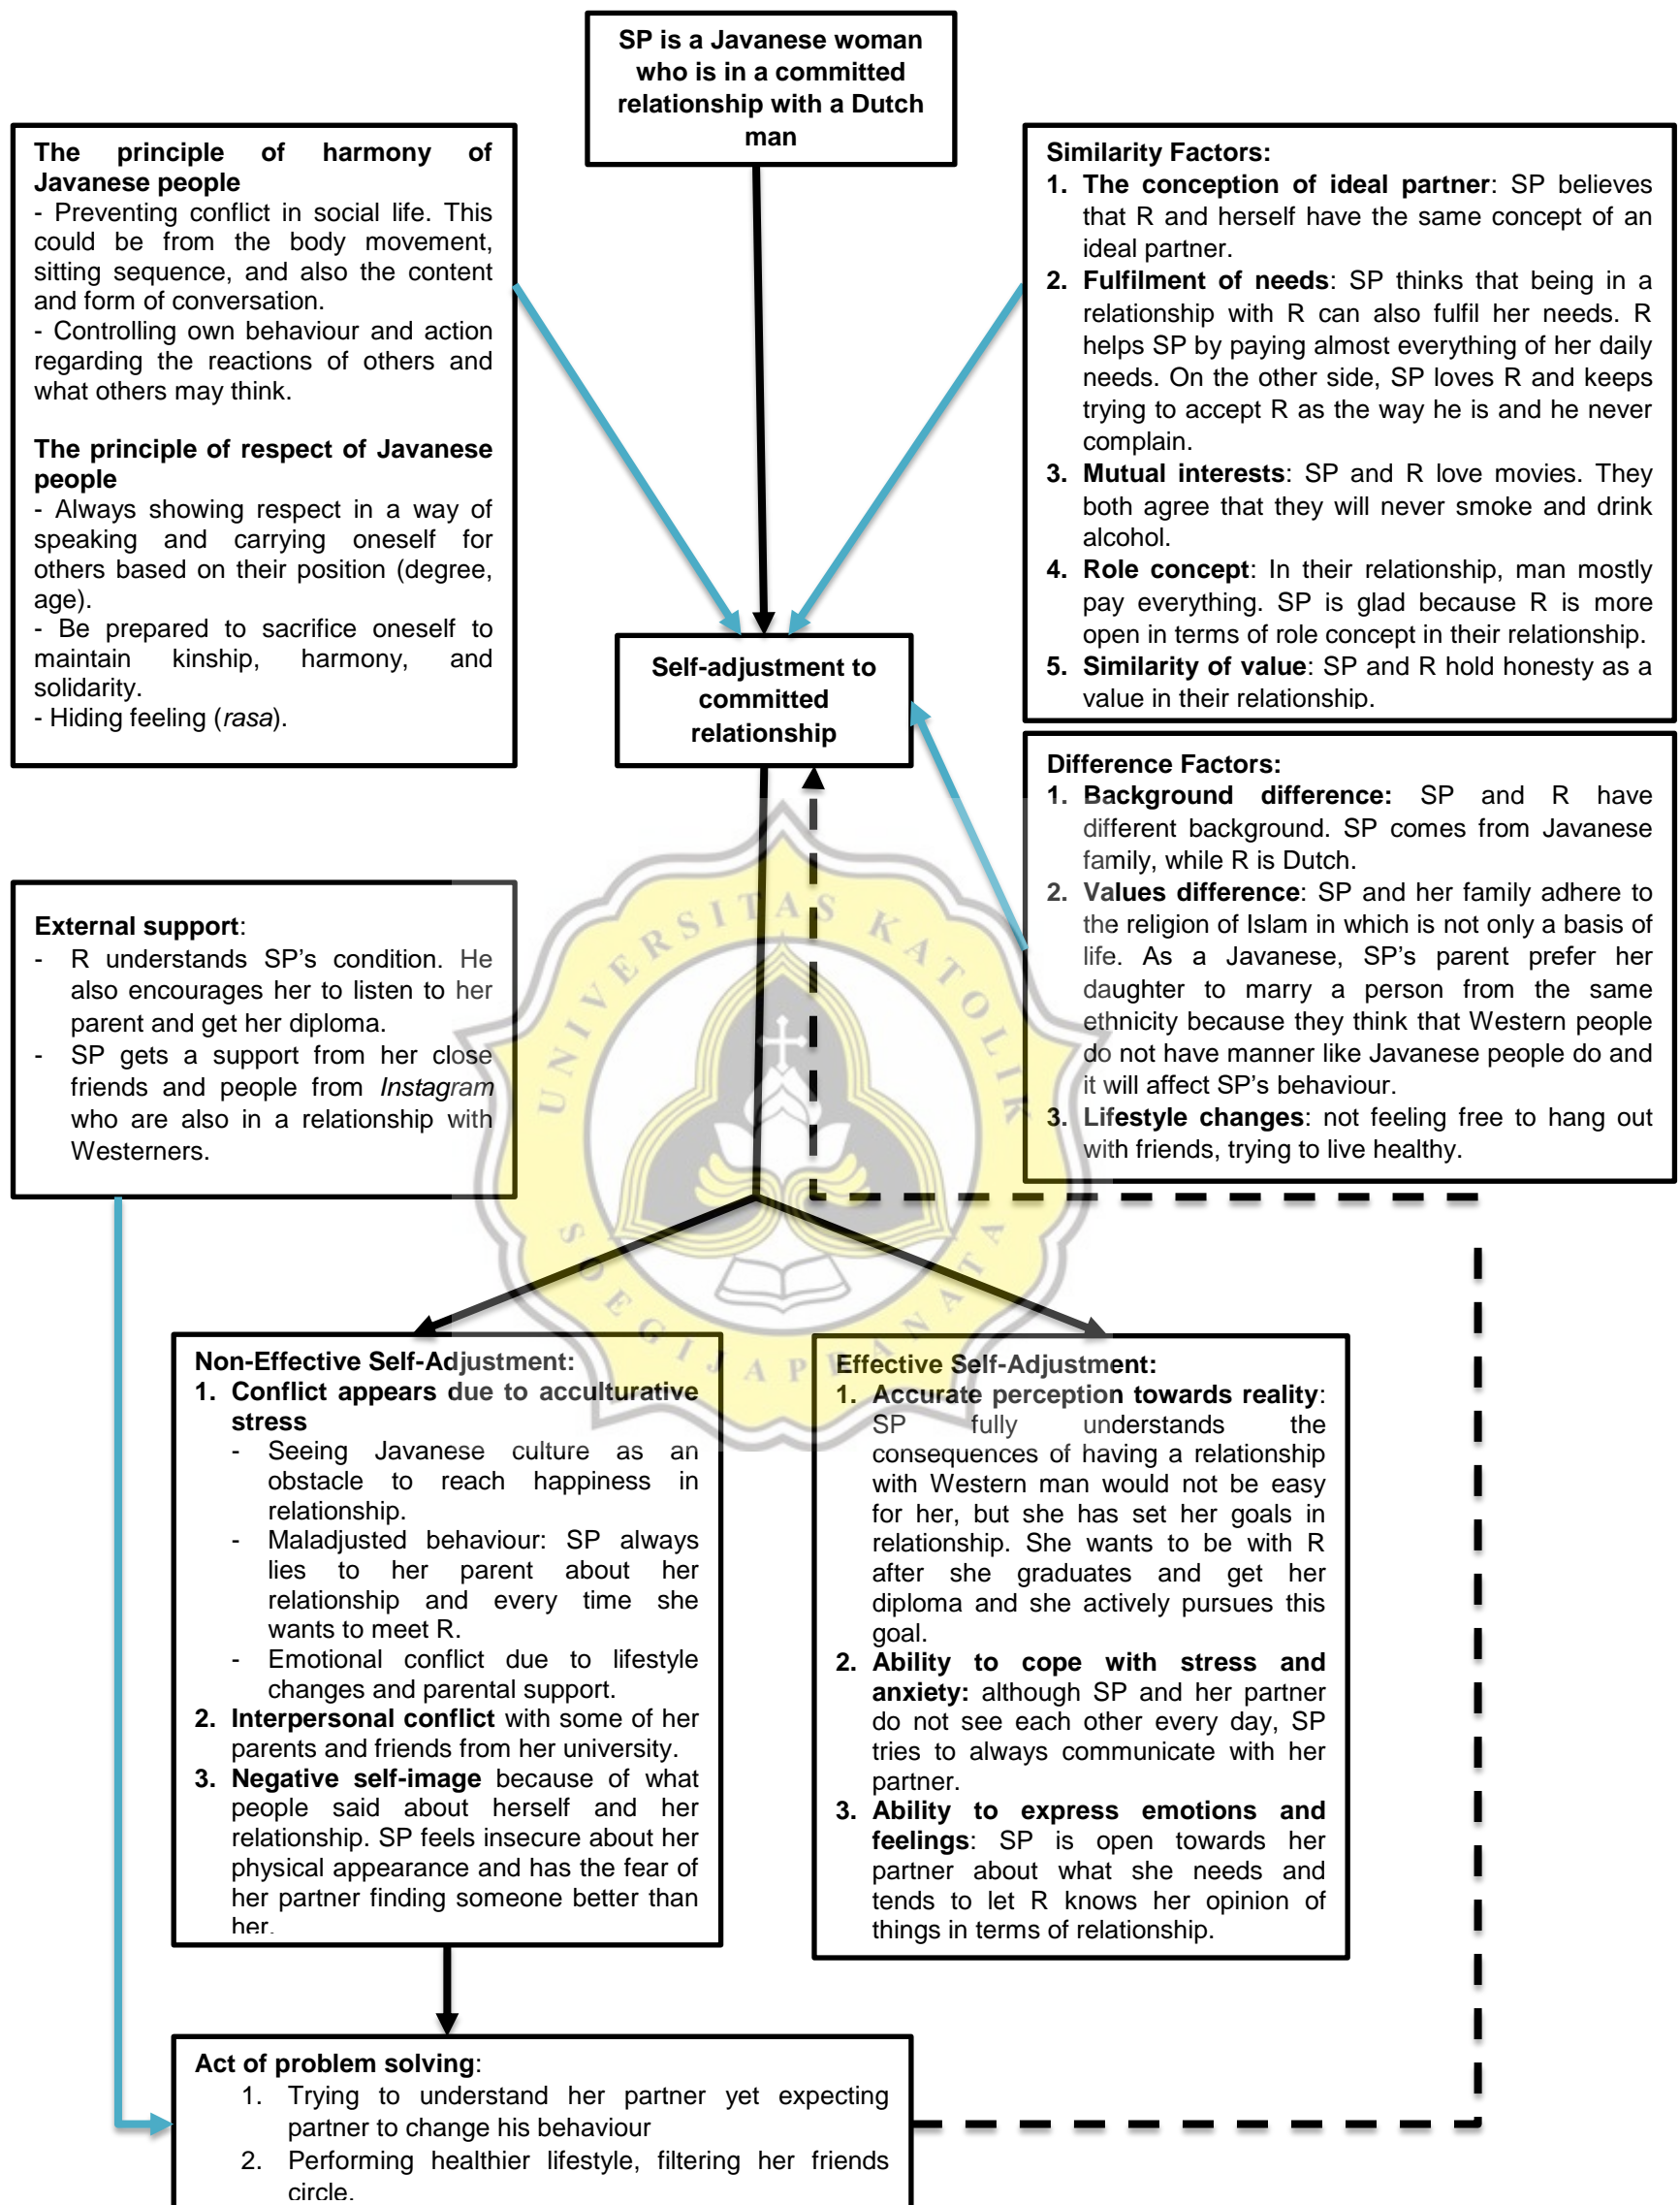 SP is a Javanese woman
who is in a committed
relationship with a Dutch
man
The principle of harmony of
Javanese people
- Preventing conflict in social life. This
could be from the body movement,
sitting sequence, and also the content
and form of conversation.
- Controlling own behaviour and action
regarding the reactions of others and
what others may think.
The principle of respect of Javanese
people
- Always showing respect in a way of
speaking and carrying oneself for
others based on their position (degree,
age).
- Be prepared to sacrifice oneself to
maintain kinship, harmony, and
solidarity.
- Hiding feeling (rasa).
Similarity Factors:
1. The conception of ideal partner: SP believes
that R and herself have the same concept of an
ideal partner.
2. Fulfilment of needs: SP thinks that being in a
relationship with R can also fulfil her needs. R
helps SP by paying almost everything of her daily
needs. On the other side, SP loves R and keeps
trying to accept R as the way he is and he never
complain.
3. Mutual interests: SP and R love movies. They
both agree that they will never smoke and drink
alcohol.
4. Role concept: In their relationship, man mostly
pay everything. SP is glad because R is more
open in terms of role concept in their relationship.
5. Similarity of value: SP and R hold honesty as a
value in their relationship.
Self-adjustment to
committed
relationship
Difference Factors:
1. Background difference: SP and R have
different background. SP comes from Javanese
family, while R is Dutch.
2. Values difference: SP and her family adhere to
the religion of Islam in which is not only a basis of
life. As a Javanese, SP's parent prefer her
daughter to marry a person from the same
ethnicity because they think that Western people
do not have manner like Javanese people do and
it will affect SP's behaviour.
3. Lifestyle changes: not feeling free to hang out
with friends, trying to live healthy.
External support:
- R understands SP's condition. He
also encourages her to listen to her
parent and get her diploma.
- SP gets a support from her close
friends and people from Instagram
who are also in a relationship with
Westerners.
UNIVERSITAS KATOLIK
SOEGIJAPRANATA
Non-Effective Self-Adjustment:
1. Conflict appears due to acculturative
stress
- Seeing Javanese culture as an
obstacle to reach happiness in
relationship.
- Maladjusted behaviour: SP always
lies to her parent about her
relationship and every time she
wants to meet R.
- Emotional conflict due to lifestyle
changes and parental support.
2. Interpersonal conflict with some of her
parents and friends from her university.
3. Negative self-image because of what
people said about herself and her
relationship. SP feels insecure about her
physical appearance and has the fear of
her partner finding someone better than
her.
Effective Self-Adjustment:
1. Accurate perception towards reality:
SP fully understands the
consequences of having a relationship
with Western man would not be easy
for her, but she has set her goals in
relationship. She wants to be with R
after she graduates and get her
diploma and she actively pursues this
goal.
2. Ability to cope with stress and
anxiety: although SP and her partner
do not see each other every day, SP
tries to always communicate with her
partner.
3. Ability to express emotions and
feelings: SP is open towards her
partner about what she needs and
tends to let R knows her opinion of
things in terms of relationship.
Act of problem solving:
1. Trying to understand her partner yet expecting
partner to change his behaviour
2. Performing healthier lifestyle, filtering her friends
circle.